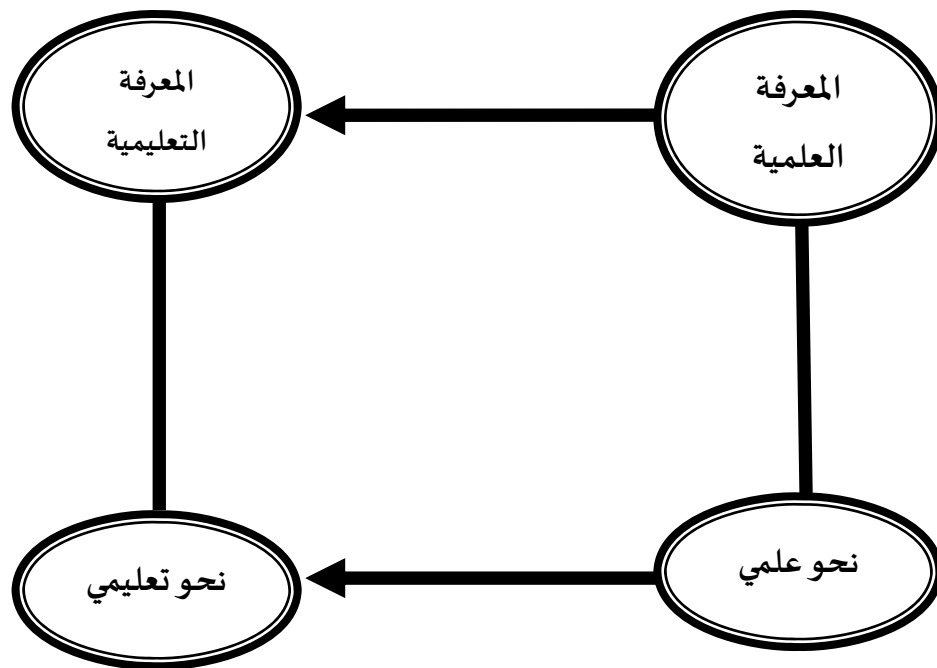 المعرفة
العلمية
المعرفة
التعليمية
نحو علمي
نحو تعليمي